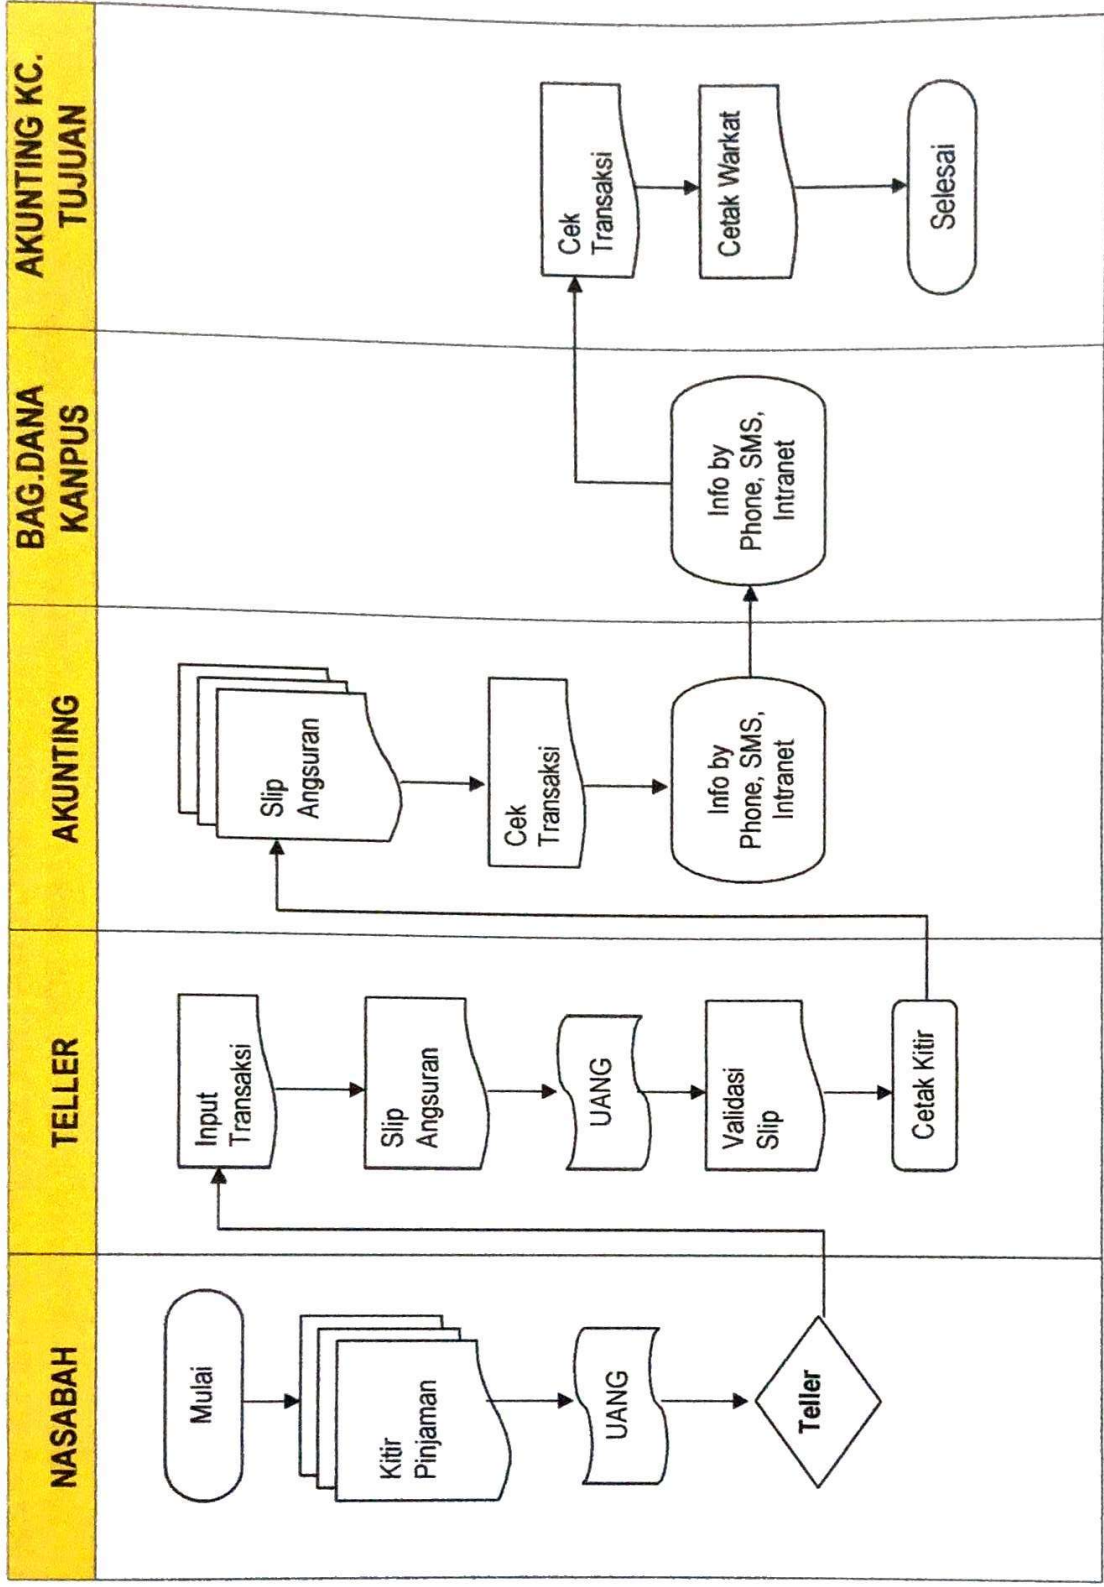 NASABAH
TELLER
AKUNTING
BAG.DANA
KANPUS
AKUNTING KC.
TUJUAN
Mulai
Kitir
Pinjaman
UANG
Teller
Input
Transaksi
Slip
Angsuran
UANG
Validasi
Slip
Cetak Kitir
Slip
Angsuran
Cek
Transaksi
Info by
Phone, SMS,
Intranet
Info by
Phone, SMS,
Intranet
Cek
Transaksi
Cetak Warkat
Selesai